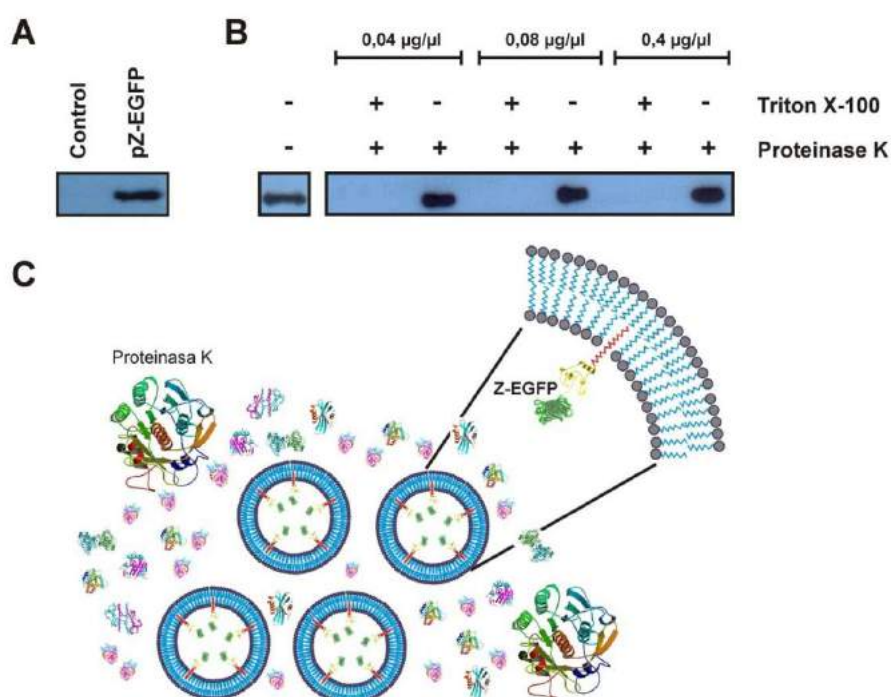 A
Control
pZ-EGFP
B
0,04 µg/µl 0,08 µg/µl 0,4 µg/µl
- + - + - + - Triton X-100
- + + + + + + Proteinase K
C
Proteinasa K
Z-EGFP